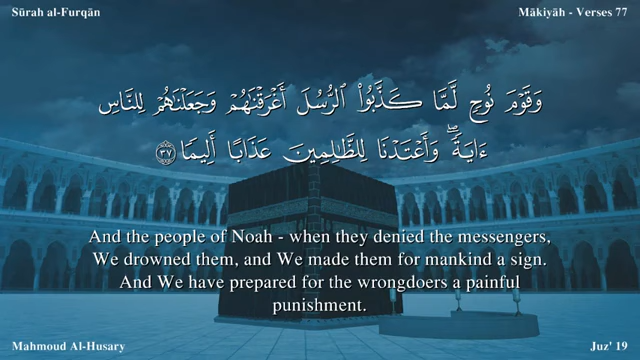 Sūrah al-Furqān
Mākiyāh - Verses 77
وَقَوْمَ نُوحٍ لَّمَّا كَذَّبُوا۟ ٱلرُّسُلَ أَغْرَقْنَـٰهُمْ وَجَعَلْنَـٰهُمْ لِلنَّاسِ
ءَايَةًۖ وَأَعْتَدْنَا لِلظَّـٰلِمِينَ عَذَابًا أَلِيمًا ٣٧
And the people of Noah - when they denied the messengers,
We drowned them, and We made them for mankind a sign.
And We have prepared for the wrongdoers a painful
punishment.
Mahmoud Al-Husary
Juz' 19